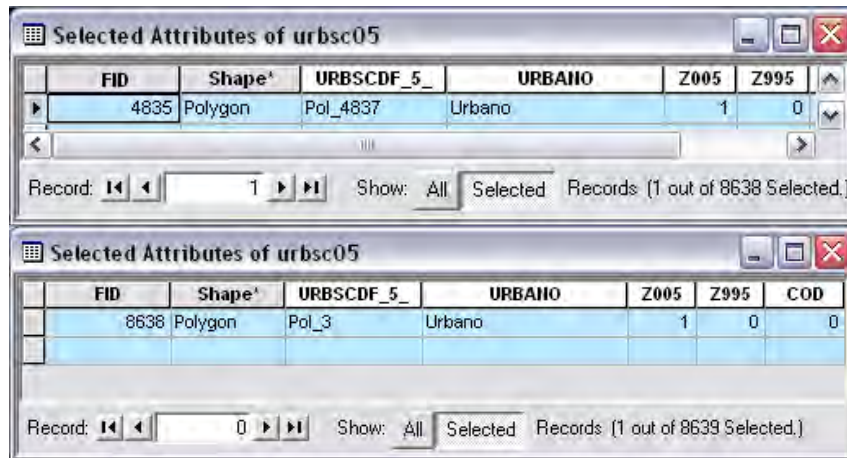 Selected Attributes of urbsc05
FID Shape* URBSCDF_5_ URBANO Z005 Z995
4835 Polygon Pol_4837 Urbano 1 0
Record: 1 Show: All Selected Records (1 out of 8638 Selected.)
Selected Attributes of urbsc05
FID Shape* URBSCDF_5_ URBANO Z005 Z995 COD
8638 Polygon Pol_3 Urbano 1 0 0
Record: 0 Show: All Selected Records (1 out of 8639 Selected.)